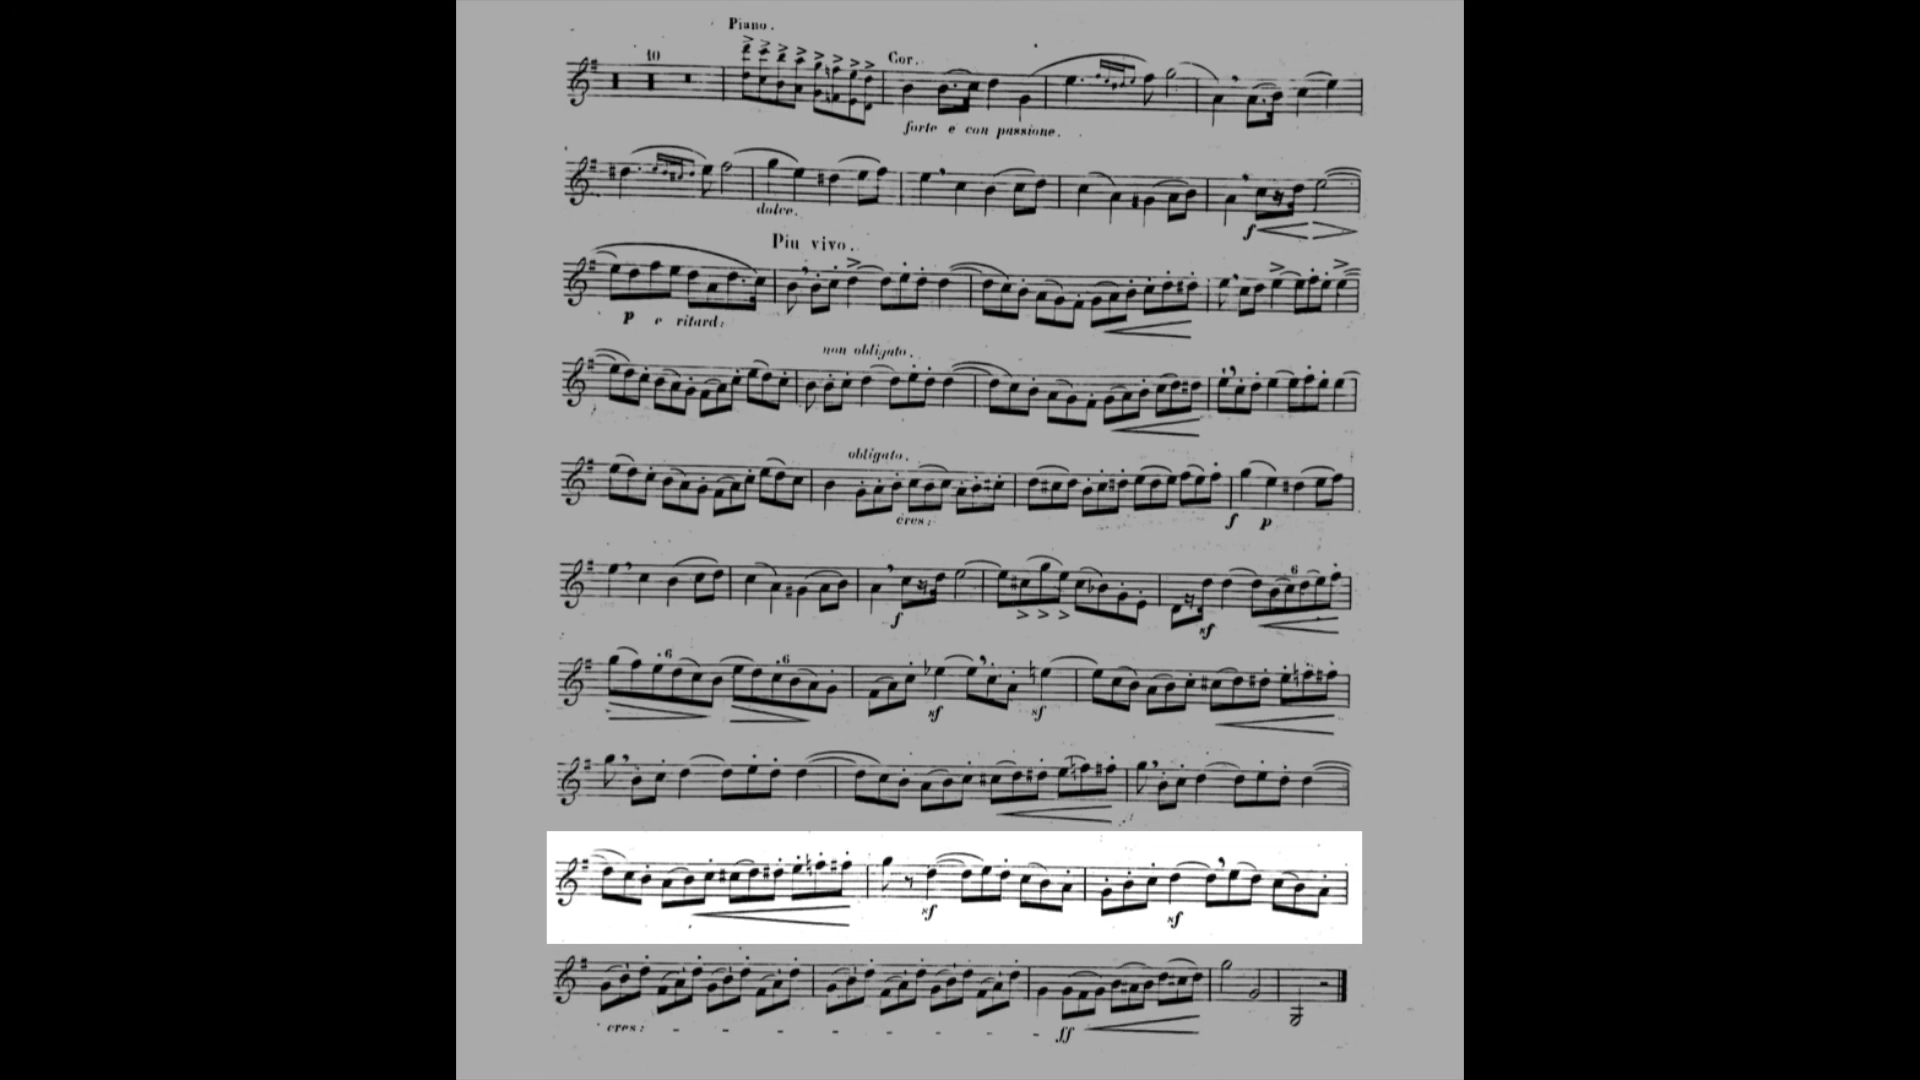 Piano.
10
Cor.
forte e con passione.
dolce.
f
Piu vivo.
p e ritard:
non obligato.
obligato.
cres:
f p
6
f sf
6 6
sf sf
sf sf
cres: - - - - - - - - ff